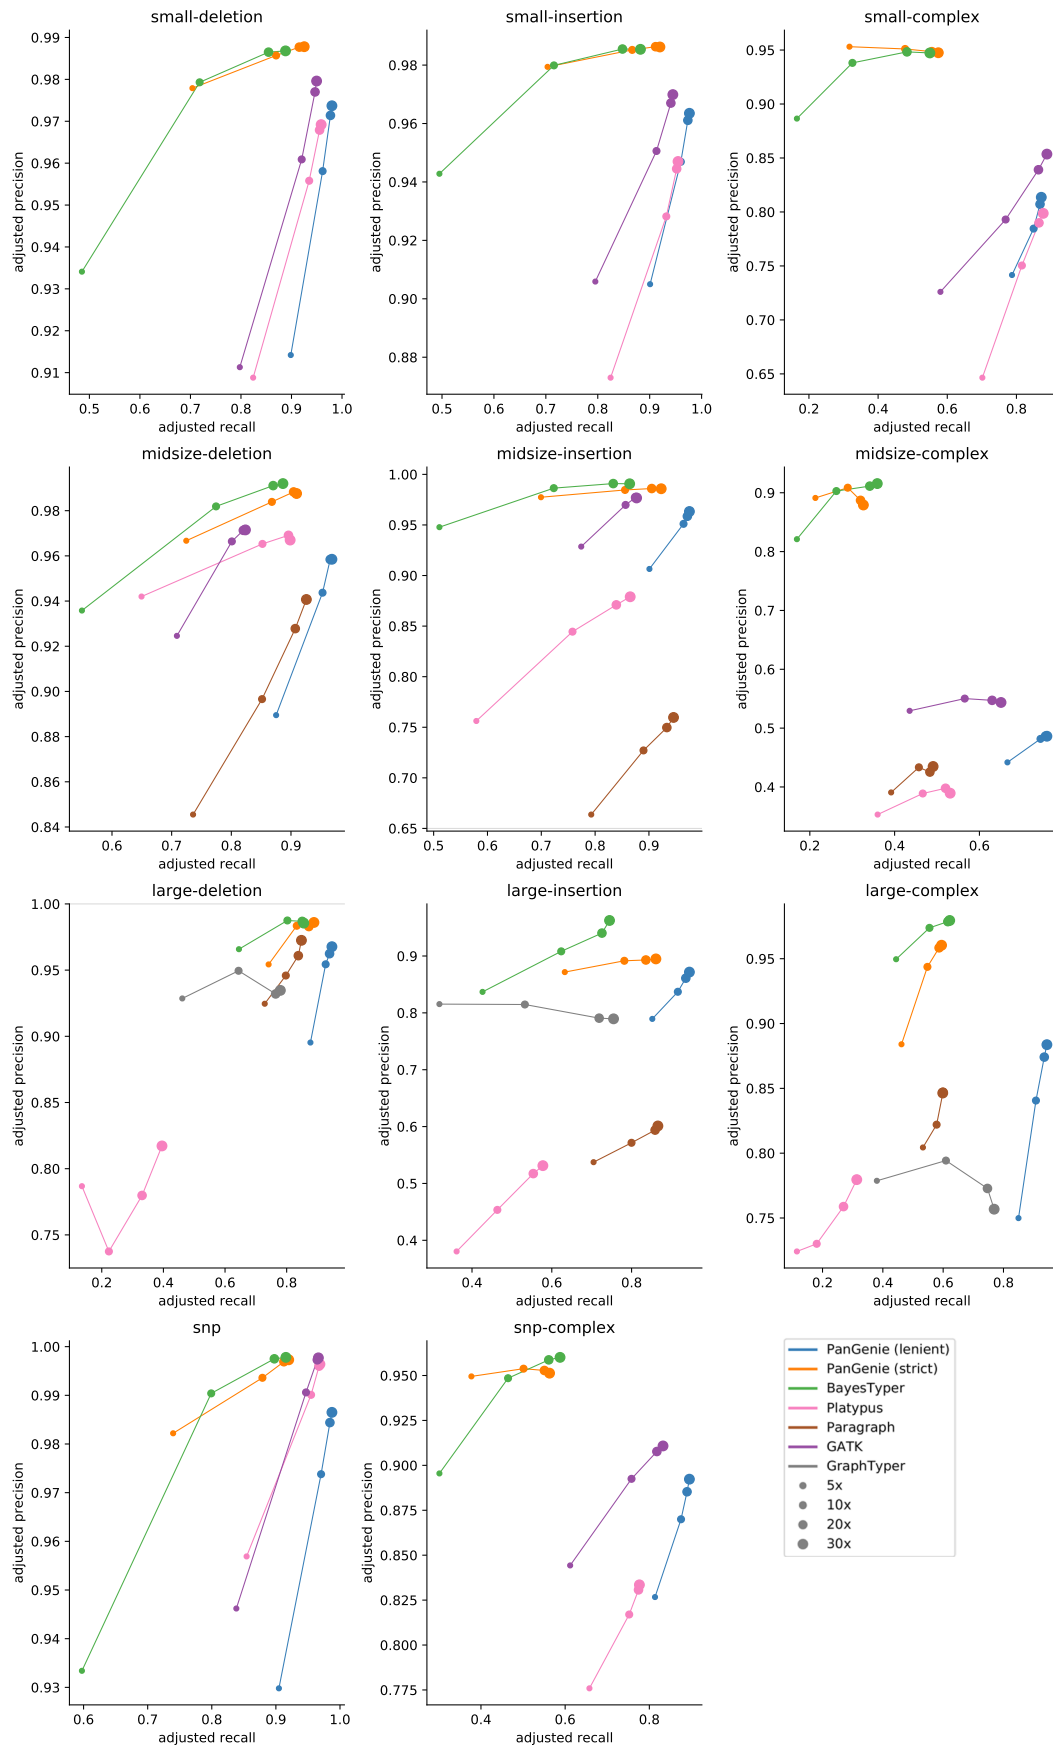 small-deletion
0.99
0.98
0.97
0.96
0.95
0.94
0.93
0.92
0.91
adjusted precision
0.5 0.6 0.7 0.8 0.9 1.0
adjusted recall
small-insertion
0.98
0.96
0.94
0.92
0.90
0.88
adjusted precision
0.5 0.6 0.7 0.8 0.9 1.0
adjusted recall
small-complex
0.95
0.90
0.85
0.80
0.75
0.70
0.65
adjusted precision
0.2 0.4 0.6 0.8
adjusted recall
midsize-deletion
0.98
0.96
0.94
0.92
0.90
0.88
0.86
0.84
adjusted precision
0.6 0.7 0.8 0.9
adjusted recall
midsize-insertion
1.00
0.95
0.90
0.85
0.80
0.75
0.70
0.65
adjusted precision
0.5 0.6 0.7 0.8 0.9
adjusted recall
midsize-complex
0.9
0.8
0.7
0.6
0.5
0.4
adjusted precision
0.2 0.4 0.6
adjusted recall
large-deletion
1.00
0.95
0.90
0.85
0.80
0.75
adjusted precision
0.2 0.4 0.6 0.8
adjusted recall
large-insertion
0.9
0.8
0.7
0.6
0.5
0.4
adjusted precision
0.4 0.6 0.8
adjusted recall
large-complex
0.95
0.90
0.85
0.80
0.75
adjusted precision
0.2 0.4 0.6 0.8
adjusted recall
snp
1.00
0.99
0.98
0.97
0.96
0.95
0.94
0.93
adjusted precision
0.6 0.7 0.8 0.9 1.0
adjusted recall
snp-complex
0.950
0.925
0.900
0.875
0.850
0.825
0.800
0.775
adjusted precision
0.4 0.6 0.8
adjusted recall
PanGenie (lenient)
PanGenie (strict)
BayesTyper
Platypus
Paragraph
GATK
GraphTyper
5x
10x
20x
30x